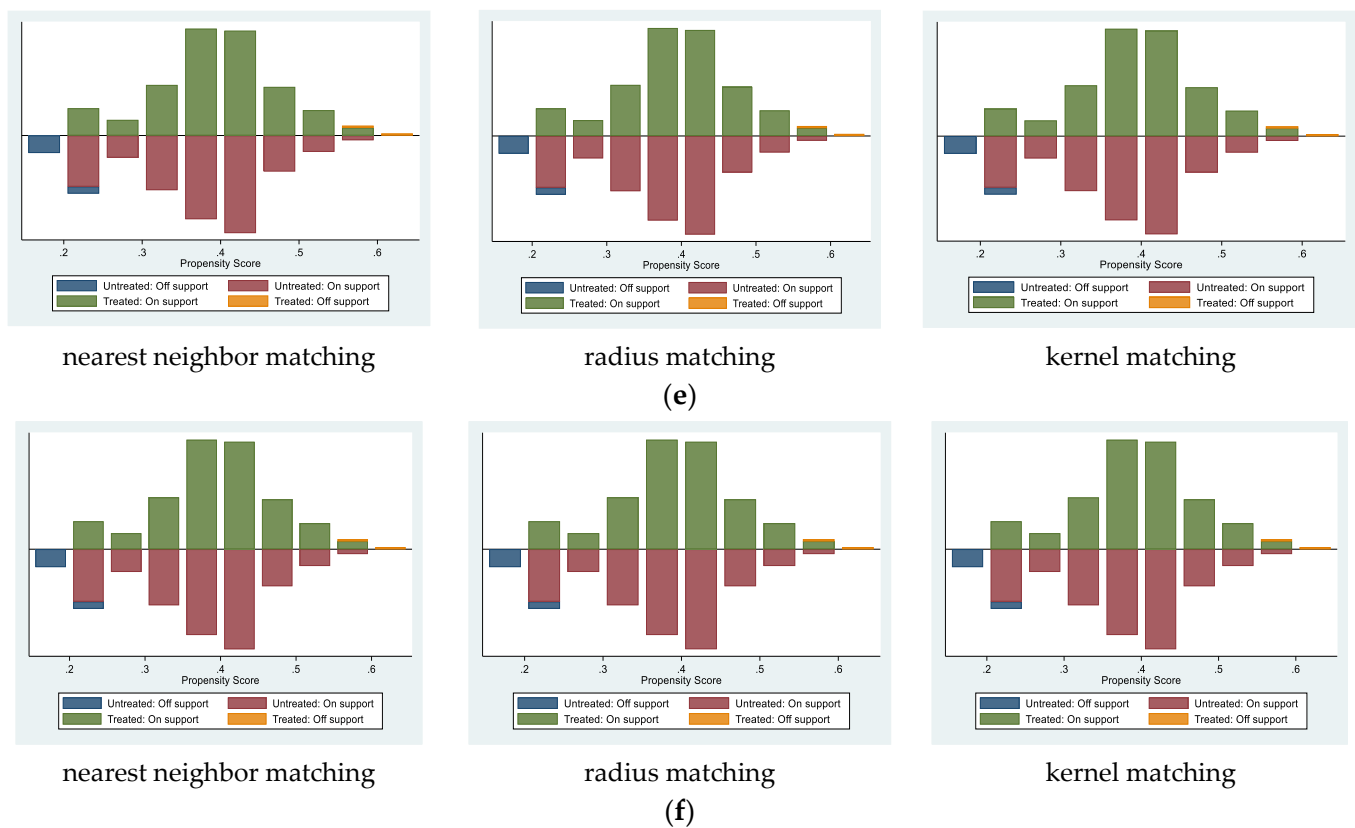 .2 .3 .4 .5 .6
Propensity Score
Untreated: Off support Untreated: On support
Treated: On support Treated: Off support
nearest neighbor matching
.2 .3 .4 .5 .6
Propensity Score
Untreated: Off support Untreated: On support
Treated: On support Treated: Off support
radius matching
.2 .3 .4 .5 .6
Propensity Score
Untreated: Off support Untreated: On support
Treated: On support Treated: Off support
kernel matching
(e)
.2 .3 .4 .5 .6
Propensity Score
Untreated: Off support Untreated: On support
Treated: On support Treated: Off support
nearest neighbor matching
.2 .3 .4 .5 .6
Propensity Score
Untreated: Off support Untreated: On support
Treated: On support Treated: Off support
radius matching
.2 .3 .4 .5 .6
Propensity Score
Untreated: Off support Untreated: On support
Treated: On support Treated: Off support
kernel matching
(f)